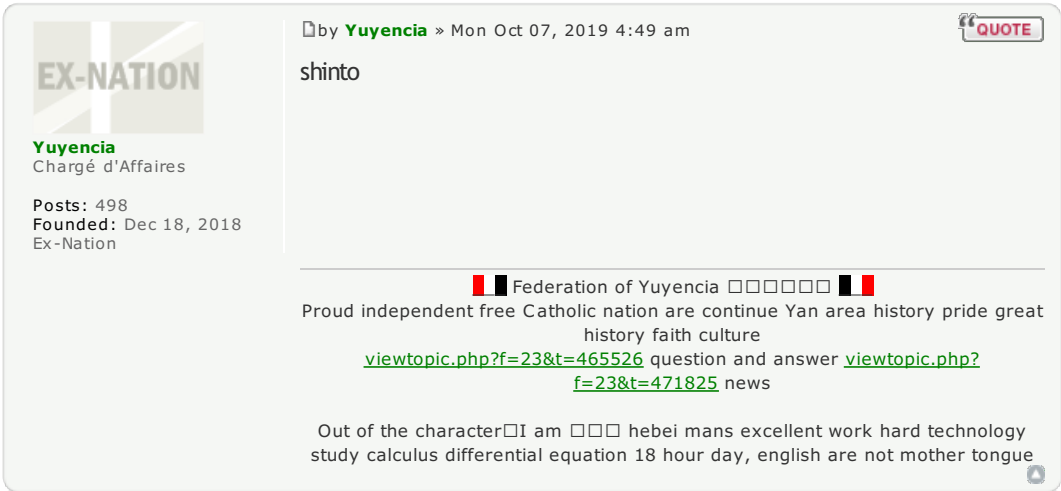 EX-NATION
Yuyencia
Chargé d'Affaires
Posts: 498
Founded: Dec 18, 2018
Ex-Nation
by Yuyencia » Mon Oct 07, 2019 4:49 am
QUOTE
shinto
Federation of Yuyencia □□□□□□
Proud independent free Catholic nation are continue Yan area history pride great
history faith culture
viewtopic.php?f=23&t=465526 question and answer viewtopic.php?
f=23&t=471825 news
Out of the character□I am □□□ hebei mans excellent work hard technology
study calculus differential equation 18 hour day, english are not mother tongue